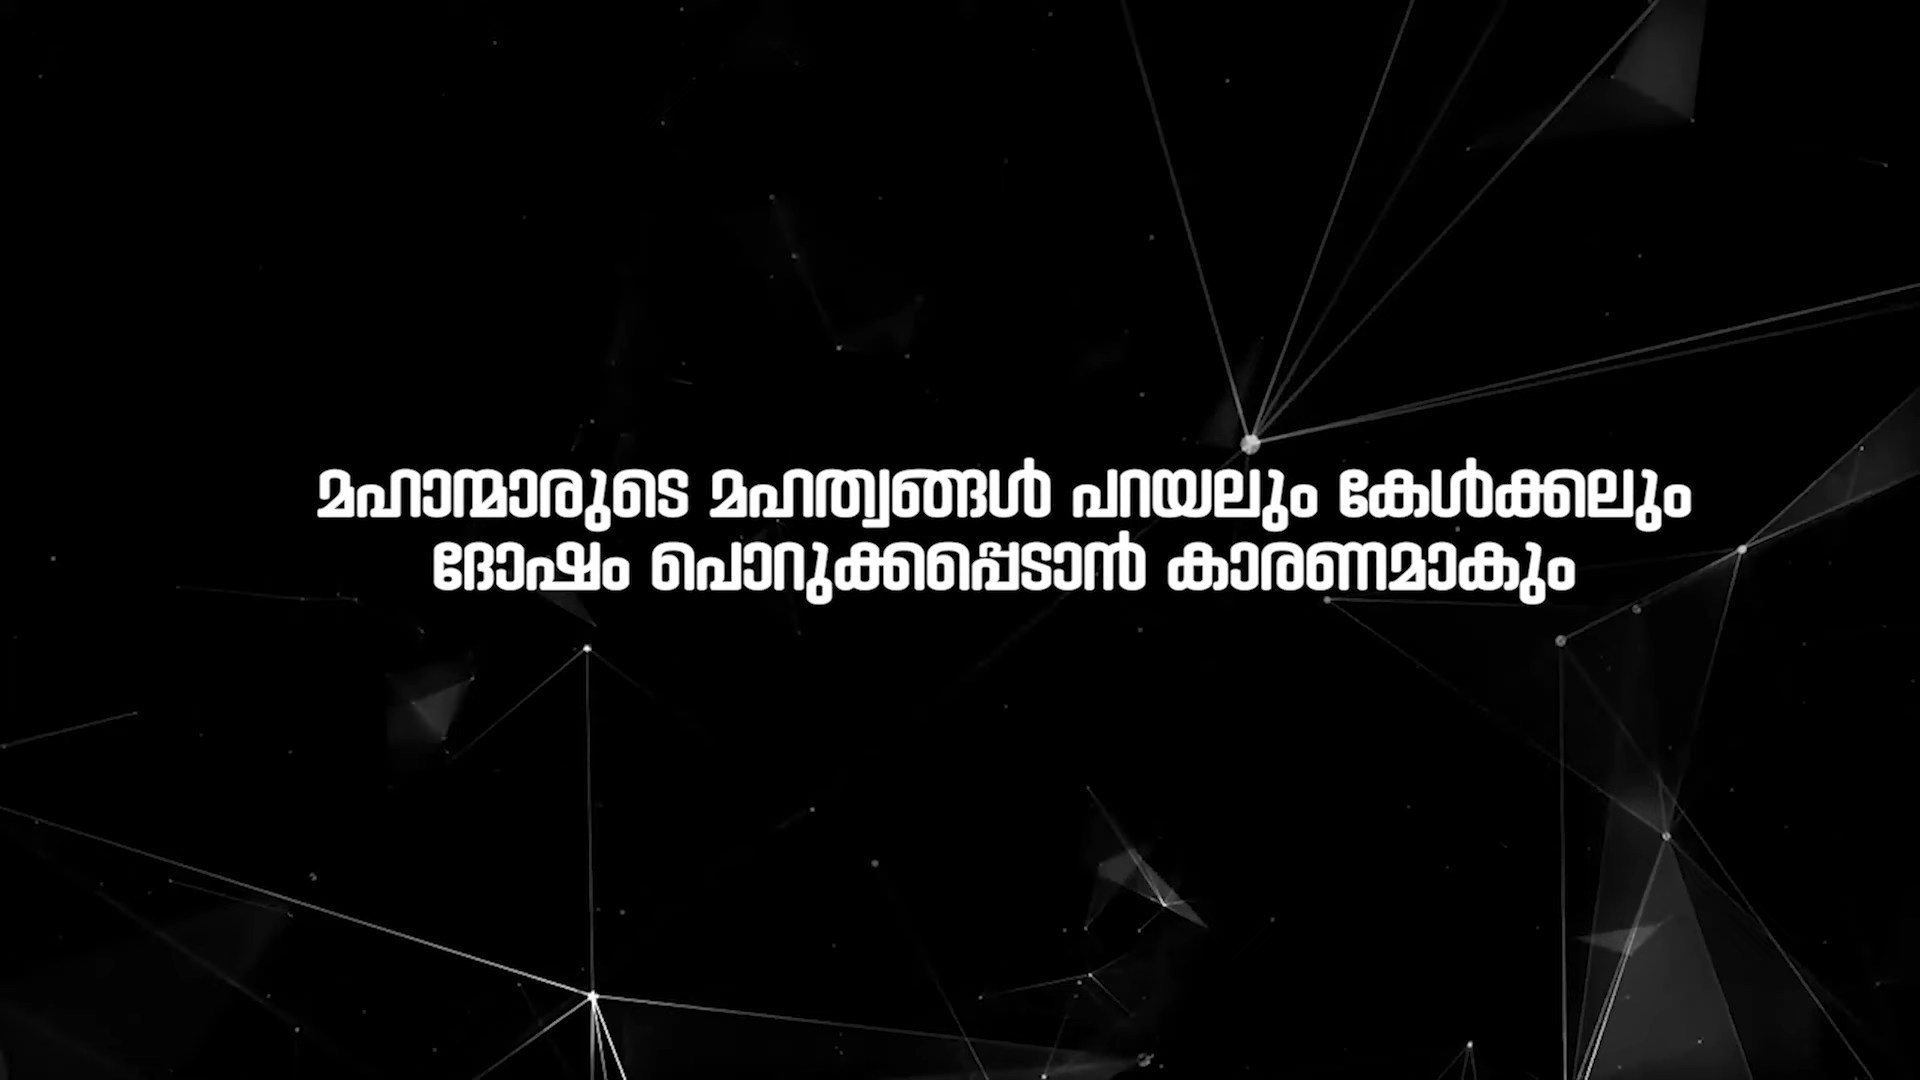 മഹാന്മാരുടെ മഹത്വങ്ങൾ പറയലും കേൾക്കലും
ദോഷം പൊറുക്കപ്പെടാൻ കാരണമാകും